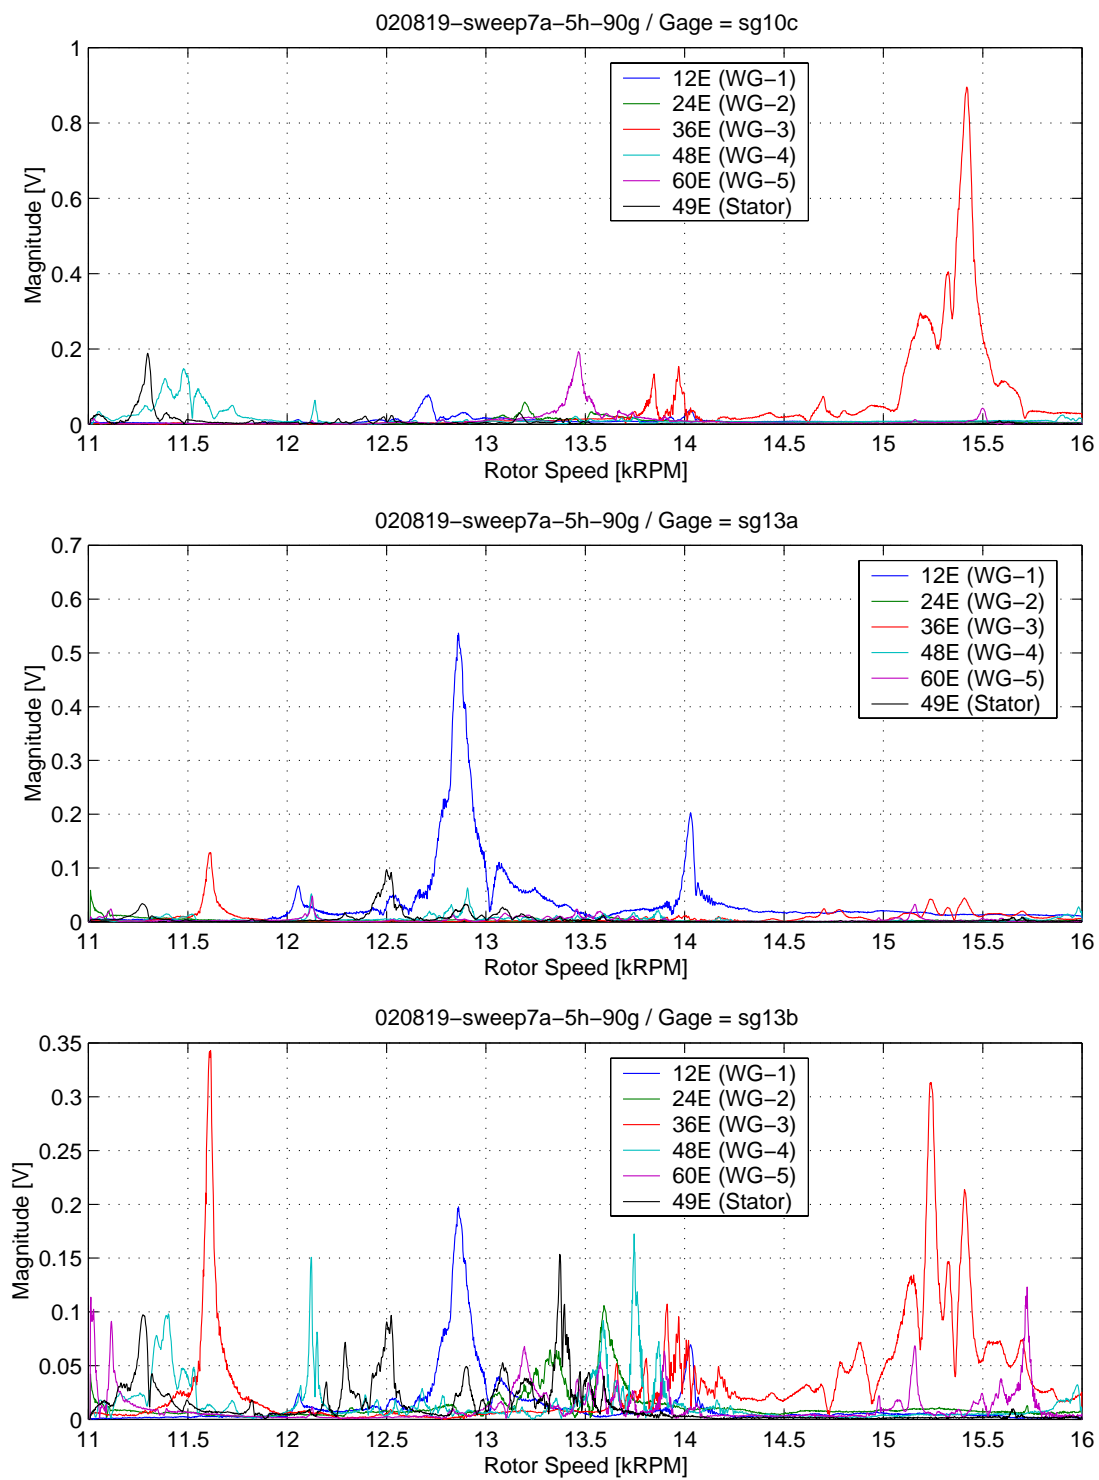 020819−sweep7a−5h−90g / Gage = sg10c
1
0.8
0.6
0.4
0.2
0
Magnitude [V]
12E (WG−1)
24E (WG−2)
36E (WG−3)
48E (WG−4)
60E (WG−5)
49E (Stator)
11 11.5 12 12.5 13 13.5 14 14.5 15 15.5 16
Rotor Speed [kRPM]
020819−sweep7a−5h−90g / Gage = sg13a
0.7
0.6
0.5
0.4
0.3
0.2
0.1
0
Magnitude [V]
12E (WG−1)
24E (WG−2)
36E (WG−3)
48E (WG−4)
60E (WG−5)
49E (Stator)
11 11.5 12 12.5 13 13.5 14 14.5 15 15.5 16
Rotor Speed [kRPM]
020819−sweep7a−5h−90g / Gage = sg13b
0.35
0.3
0.25
0.2
0.15
0.1
0.05
0
Magnitude [V]
12E (WG−1)
24E (WG−2)
36E (WG−3)
48E (WG−4)
60E (WG−5)
49E (Stator)
11 11.5 12 12.5 13 13.5 14 14.5 15 15.5 16
Rotor Speed [kRPM]